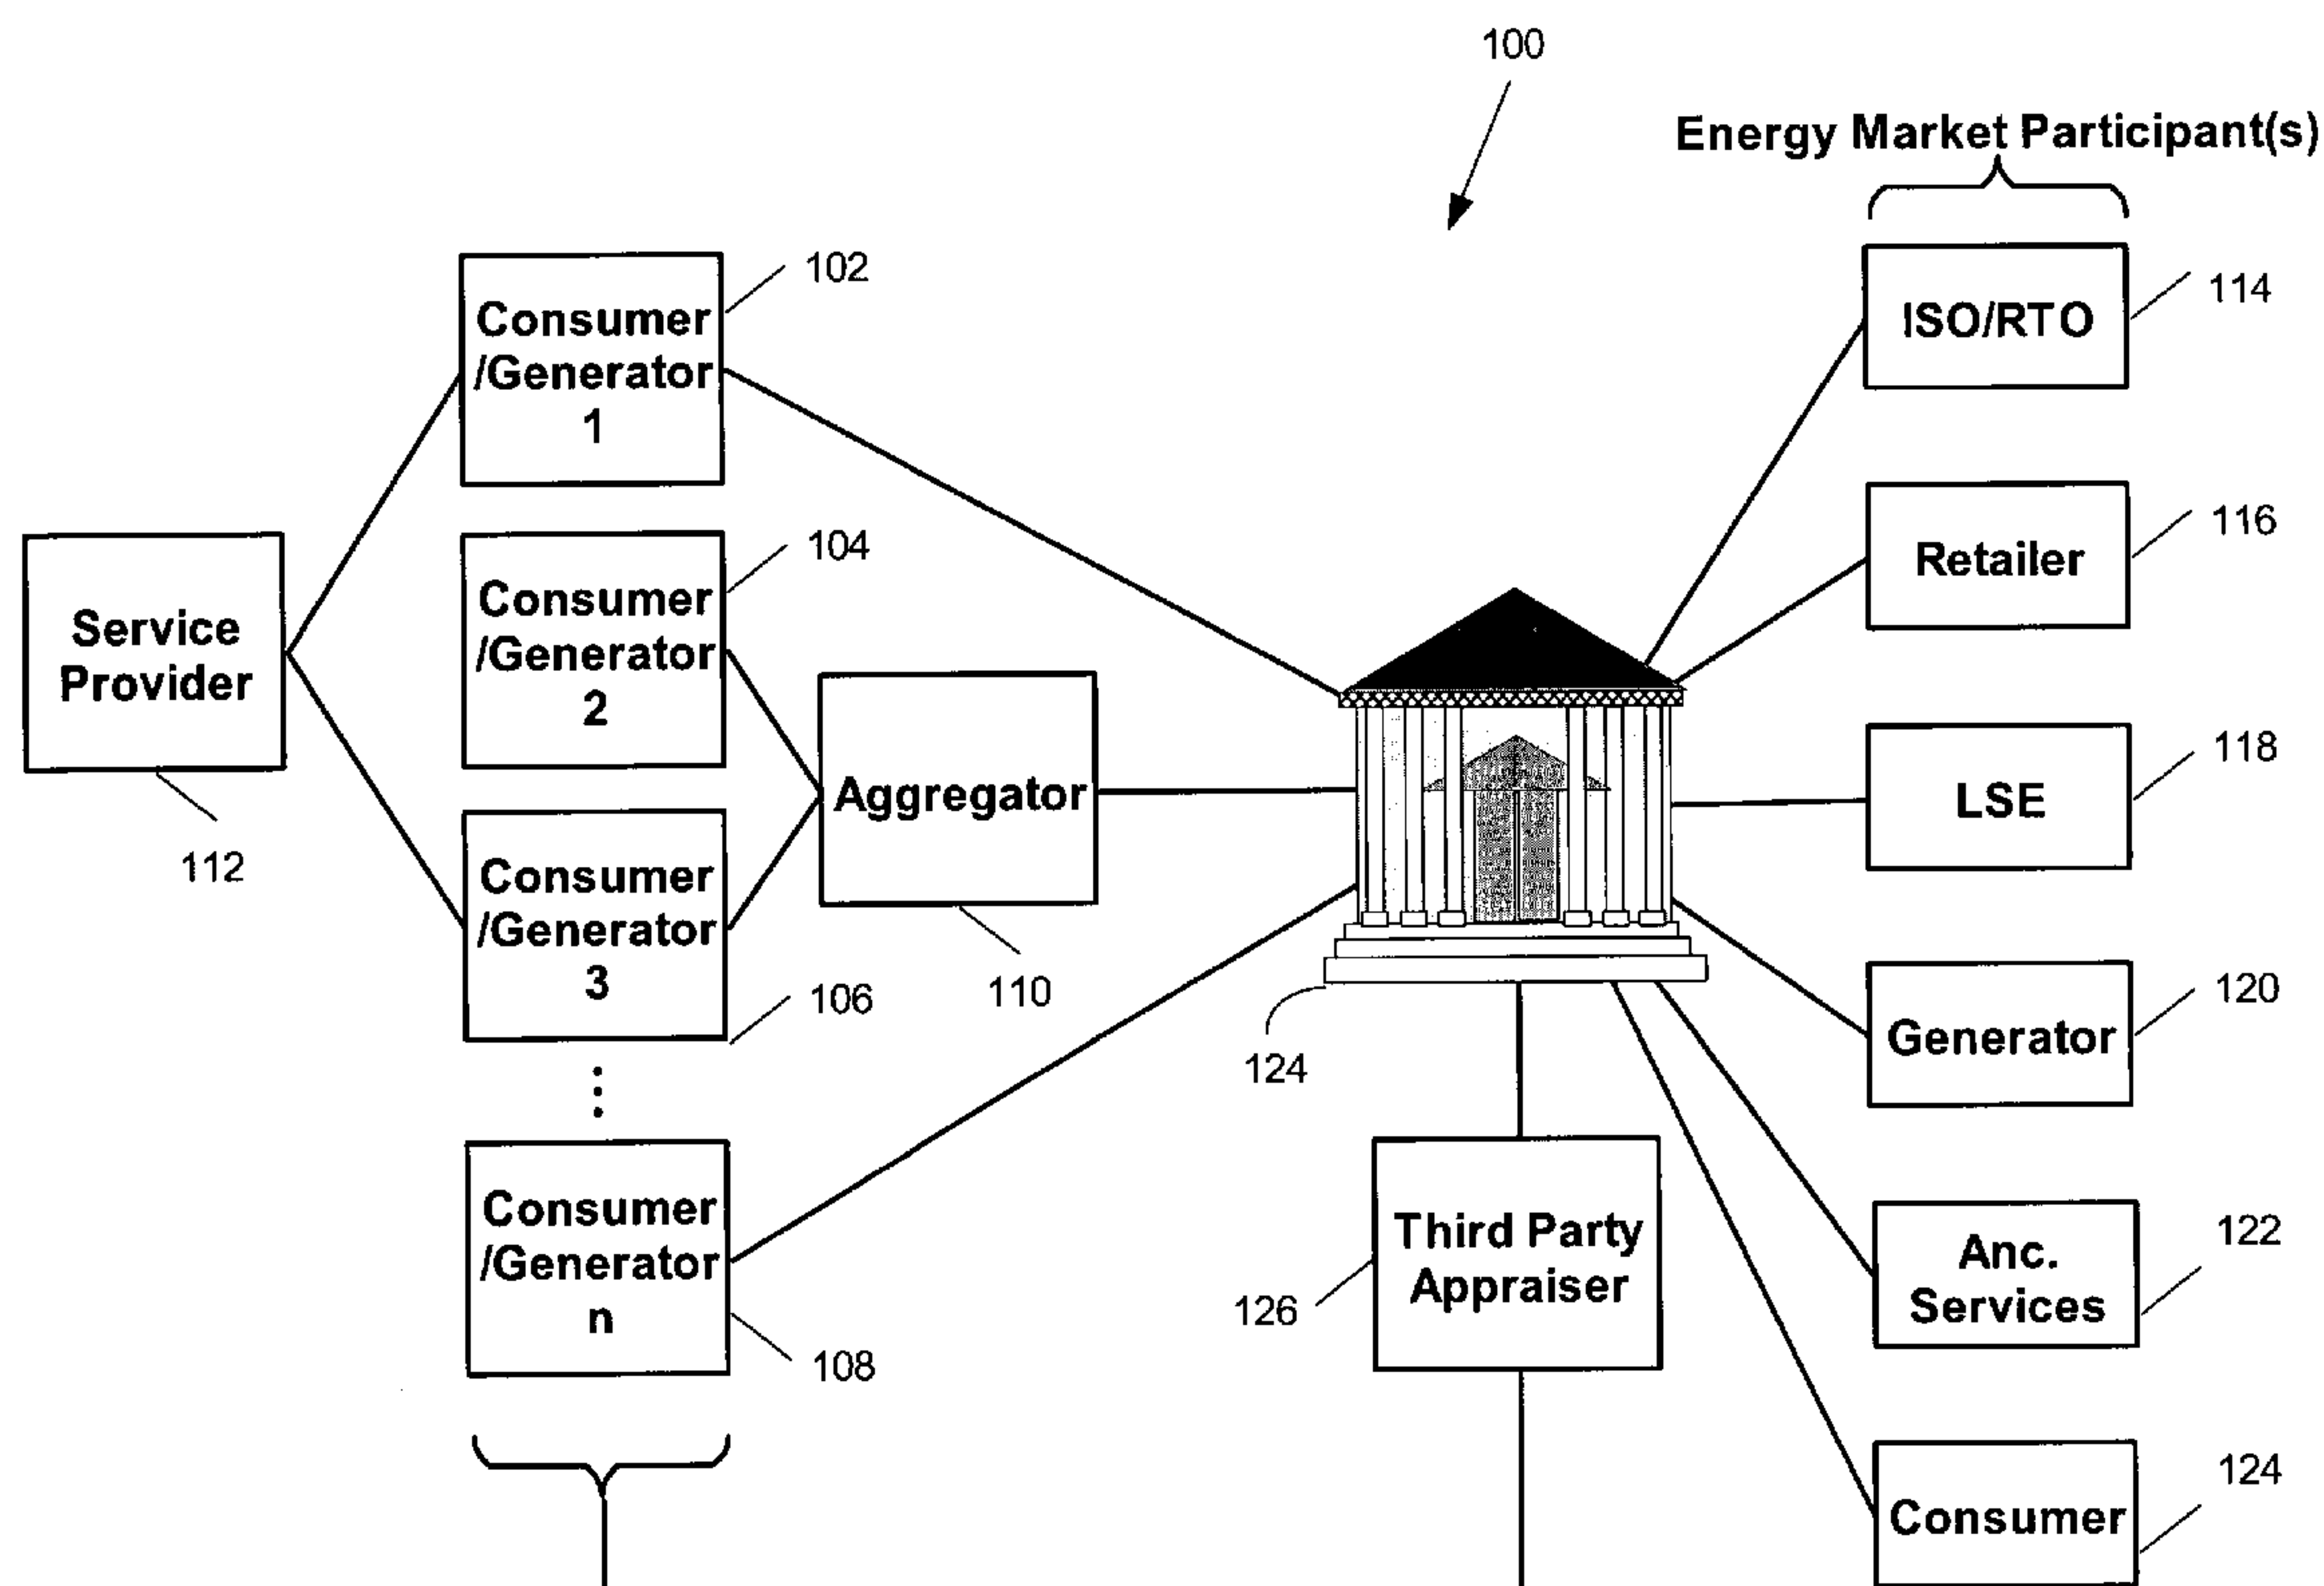 100
Energy Market Participant(s)
102
Consumer
/Generator
1
114
ISO/RTO
104
Consumer
/Generator
2
116
Retailer
Service
Provider
112
118
LSE
Aggregator
110
Consumer
/Generator
3
106
124
120
Generator
Consumer
/Generator
n
108
Third Party
Appraiser
126
122
Anc.
Services
124
Consumer